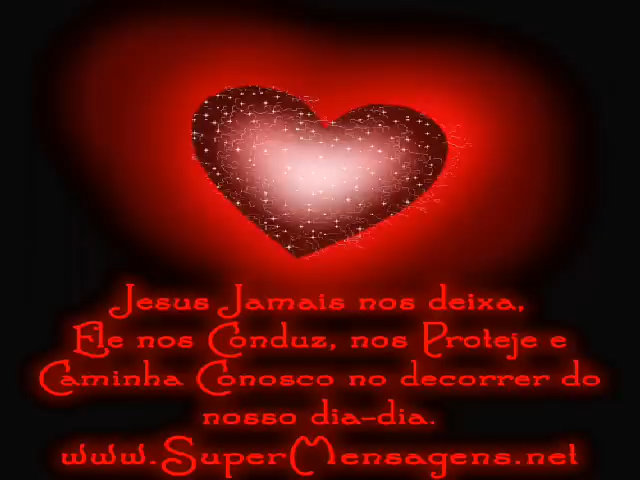 Jesus Jamais nos deixa,
Ele nos Conduz, nos Proteje e
Caminha Conosco no decorrer do
nosso dia-dia.
www.SuperMensagens.net